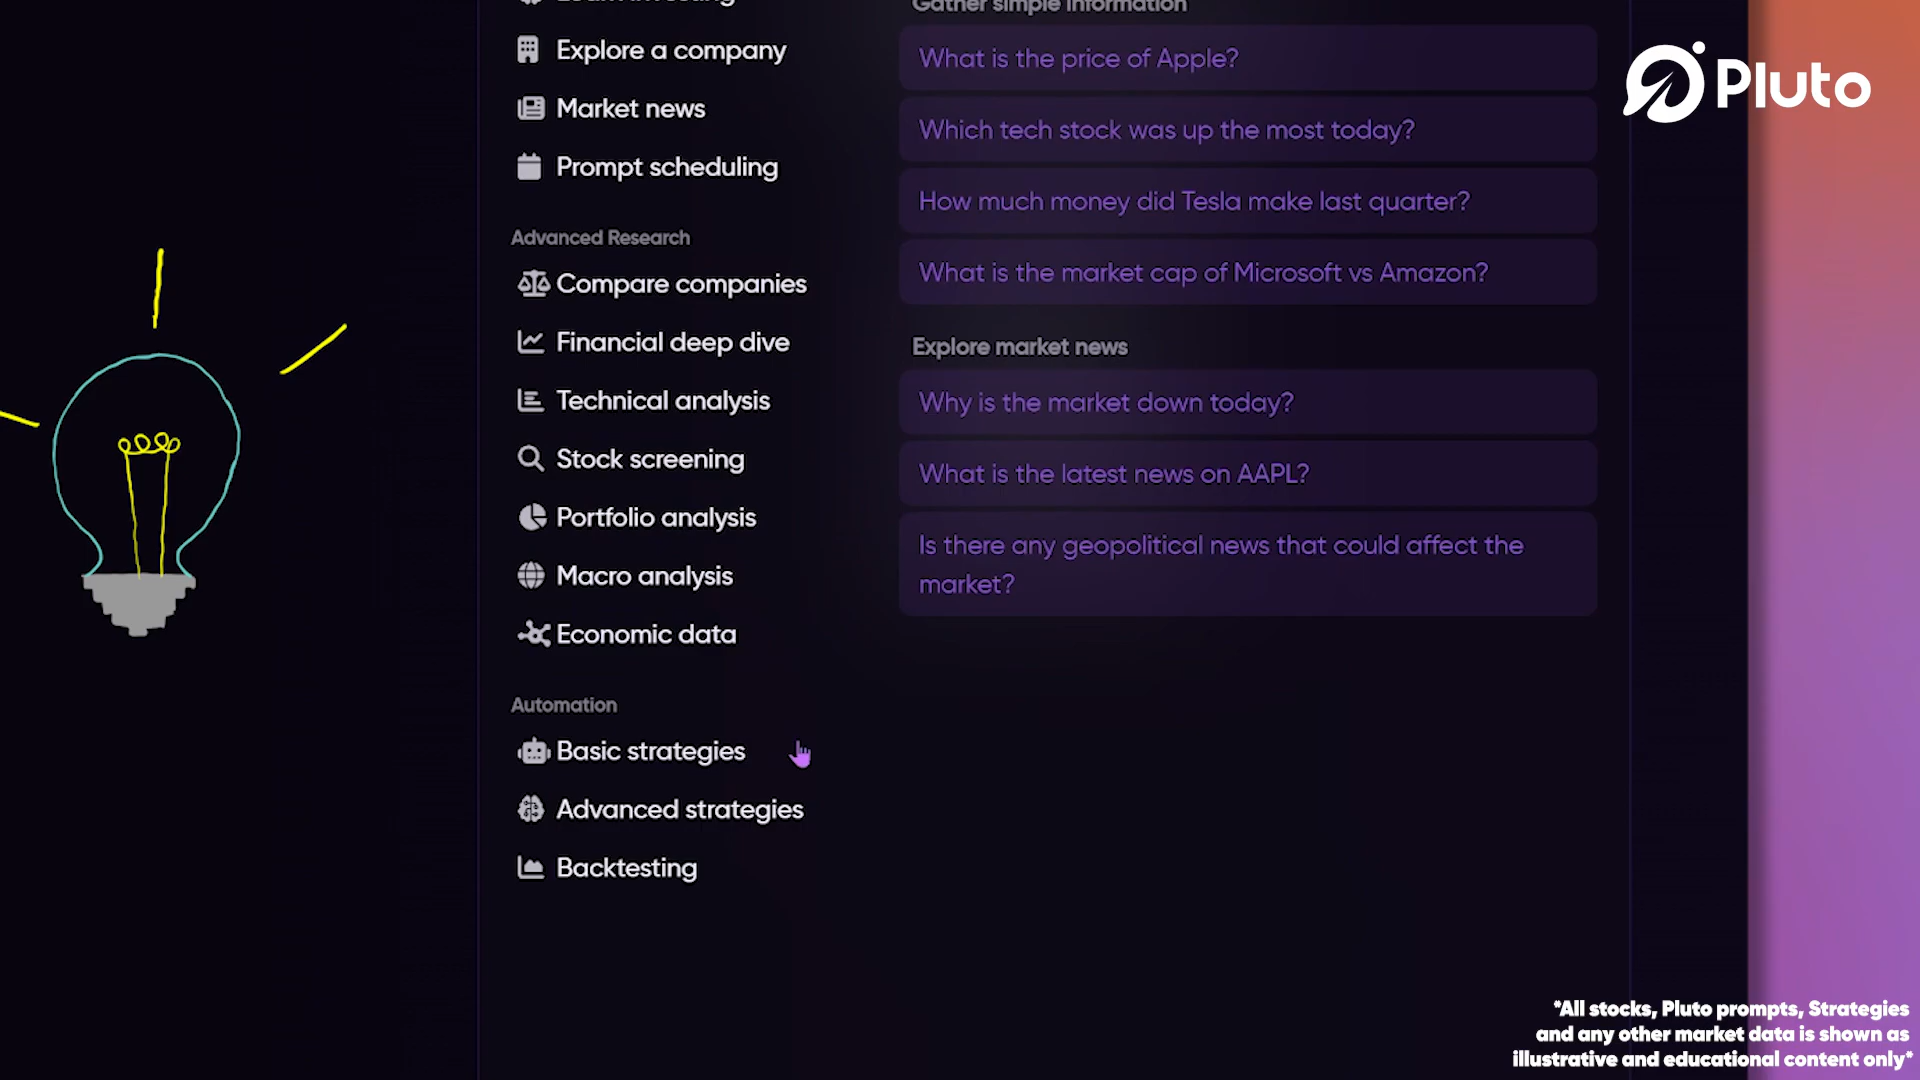 Explore a company
Market news
Prompt scheduling
Advanced Research
Compare companies
Financial deep dive
Technical analysis
Stock screening
Portfolio analysis
Macro analysis
Economic data
Automation
Basic strategies
Advanced strategies
Backtesting
Gather simple information
What is the price of Apple?
Which tech stock was up the most today?
How much money did Tesla make last quarter?
What is the market cap of Microsoft vs Amazon?
Explore market news
Why is the market down today?
What is the latest news on AAPL?
Is there any geopolitical news that could affect the
market?
Pluto
*All stocks, Pluto prompts, Strategies
and any other market data is shown as
illustrative and educational content only*